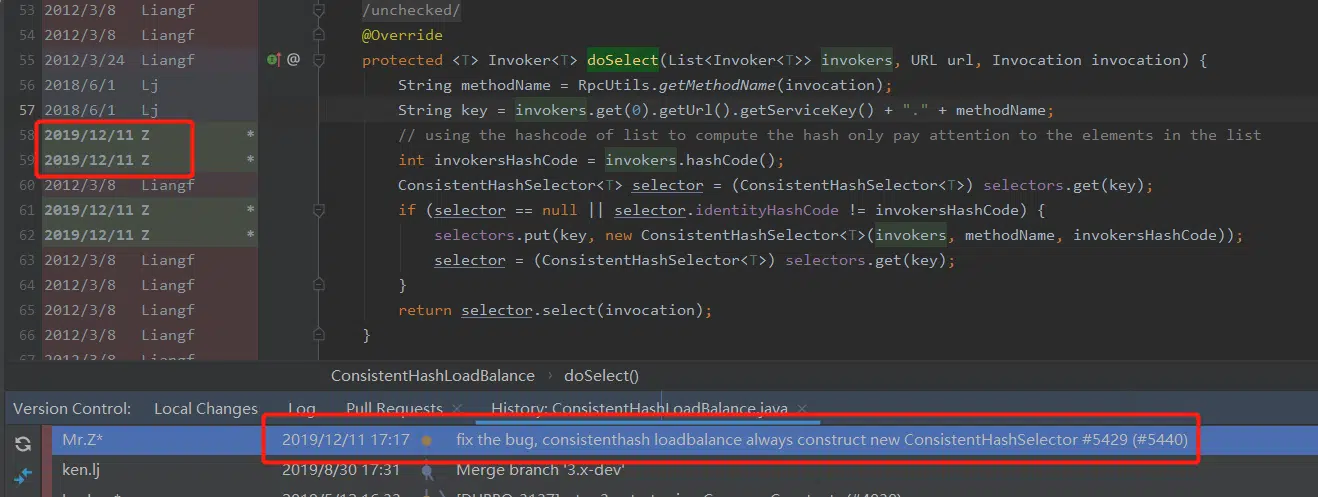 53 2012/3/8 Liangf /unchecked/
54 2012/3/8 Liangf @Override
55 2012/3/24 Liangf @ protected <T> Invoker<T> doSelect(List<Invoker<T>> invokers, URL url, Invocation invocation) {
56 2018/6/1 Lj String methodName = RpcUtils.getMethodName(invocation);
57 2018/6/1 Lj String key = invokers.get(0).getUrl().getServiceKey() + "." + methodName;
58 2019/12/11 Z * // using the hashcode of list to compute the hash only pay attention to the elements in the list
59 2019/12/11 Z * int invokersHashCode = invokers.hashCode();
60 2012/3/8 Liangf ConsistentHashSelector<T> selector = (ConsistentHashSelector<T>) selectors.get(key);
61 2019/12/11 Z * if (selector == null || selector.identityHashCode != invokersHashCode) {
62 2019/12/11 Z * selectors.put(key, new ConsistentHashSelector<T>(invokers, methodName, invokersHashCode));
63 2012/3/8 Liangf selector = (ConsistentHashSelector<T>) selectors.get(key);
64 2012/3/8 Liangf }
65 2012/3/8 Liangf return selector.select(invocation);
66 2012/3/8 Liangf }
67 2012/3/8 Liangf
ConsistentHashLoadBalance › doSelect()
Version Control: Local Changes Log Pull Requests × History: ConsistentHashLoadBalance.java ×
Mr.Z* 2019/12/11 17:17 fix the bug, consistenthash loadbalance always construct new ConsistentHashSelector #5429 (#5440)
ken.lj 2019/8/30 17:31 Merge branch '3.x-dev'